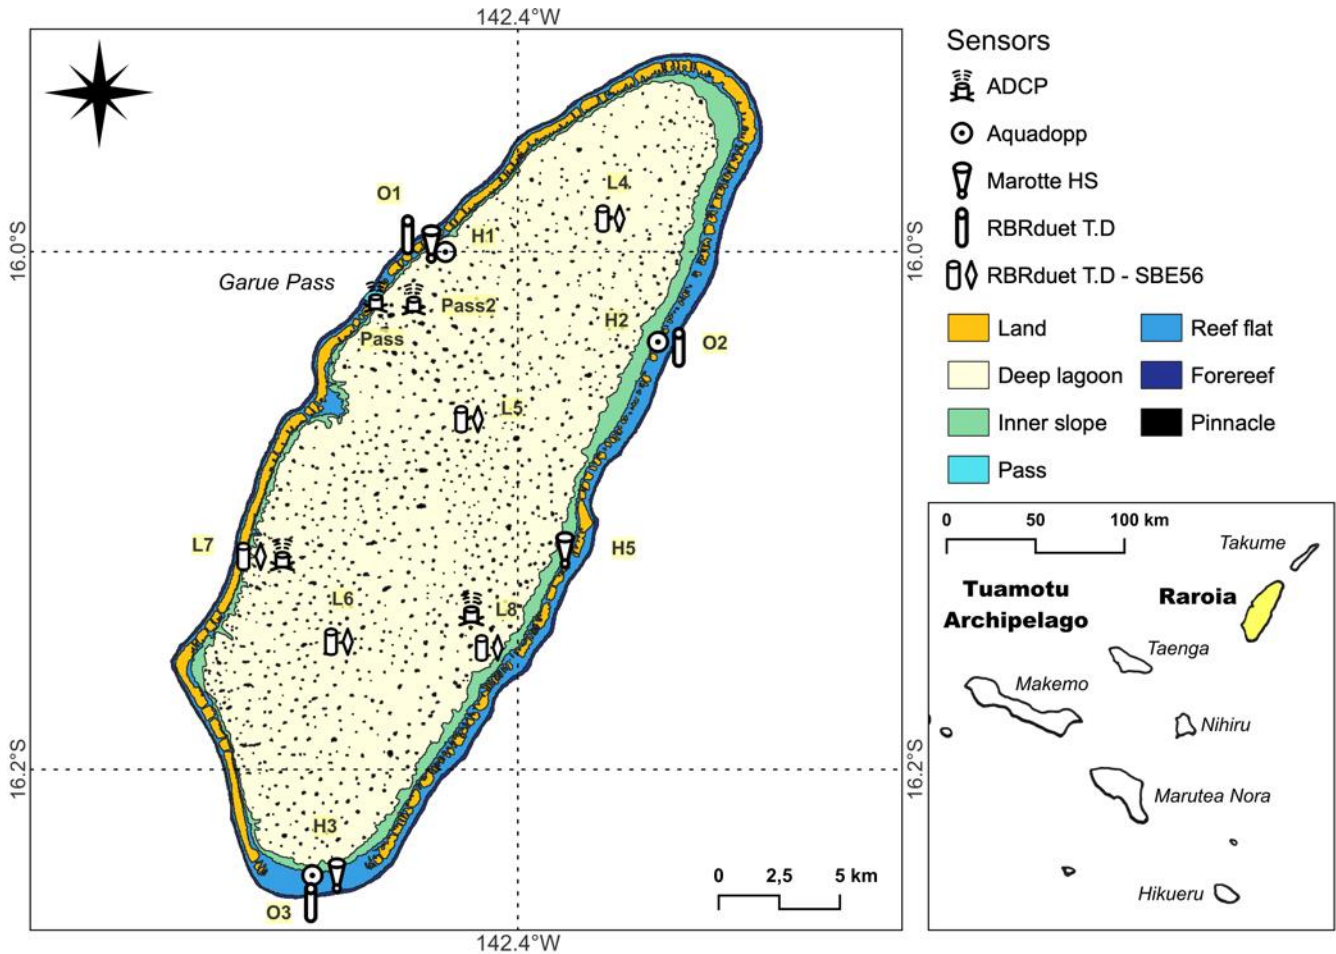 142.4°W
Sensors
ADCP
Aquadopp
Marotte HS
RBRduet T.D
RBRduet T.D - SBE56
Land
Reef flat
Deep lagoon
Forereef
Inner slope
Pinnacle
Pass
L4
O1
H1
16.0°S
16.0°S
Garue Pass
Pass2
Pass
H2
O2
L5
L7
H5
L6
L8
16.2°S
16.2°S
H3
O3
0 2,5 5 km
142.4°W
0 50 100 km
Takume
Tuamotu
Archipelago
Raroia
Taenga
Makemo
Nihiru
Marutea Nora
Hikueru